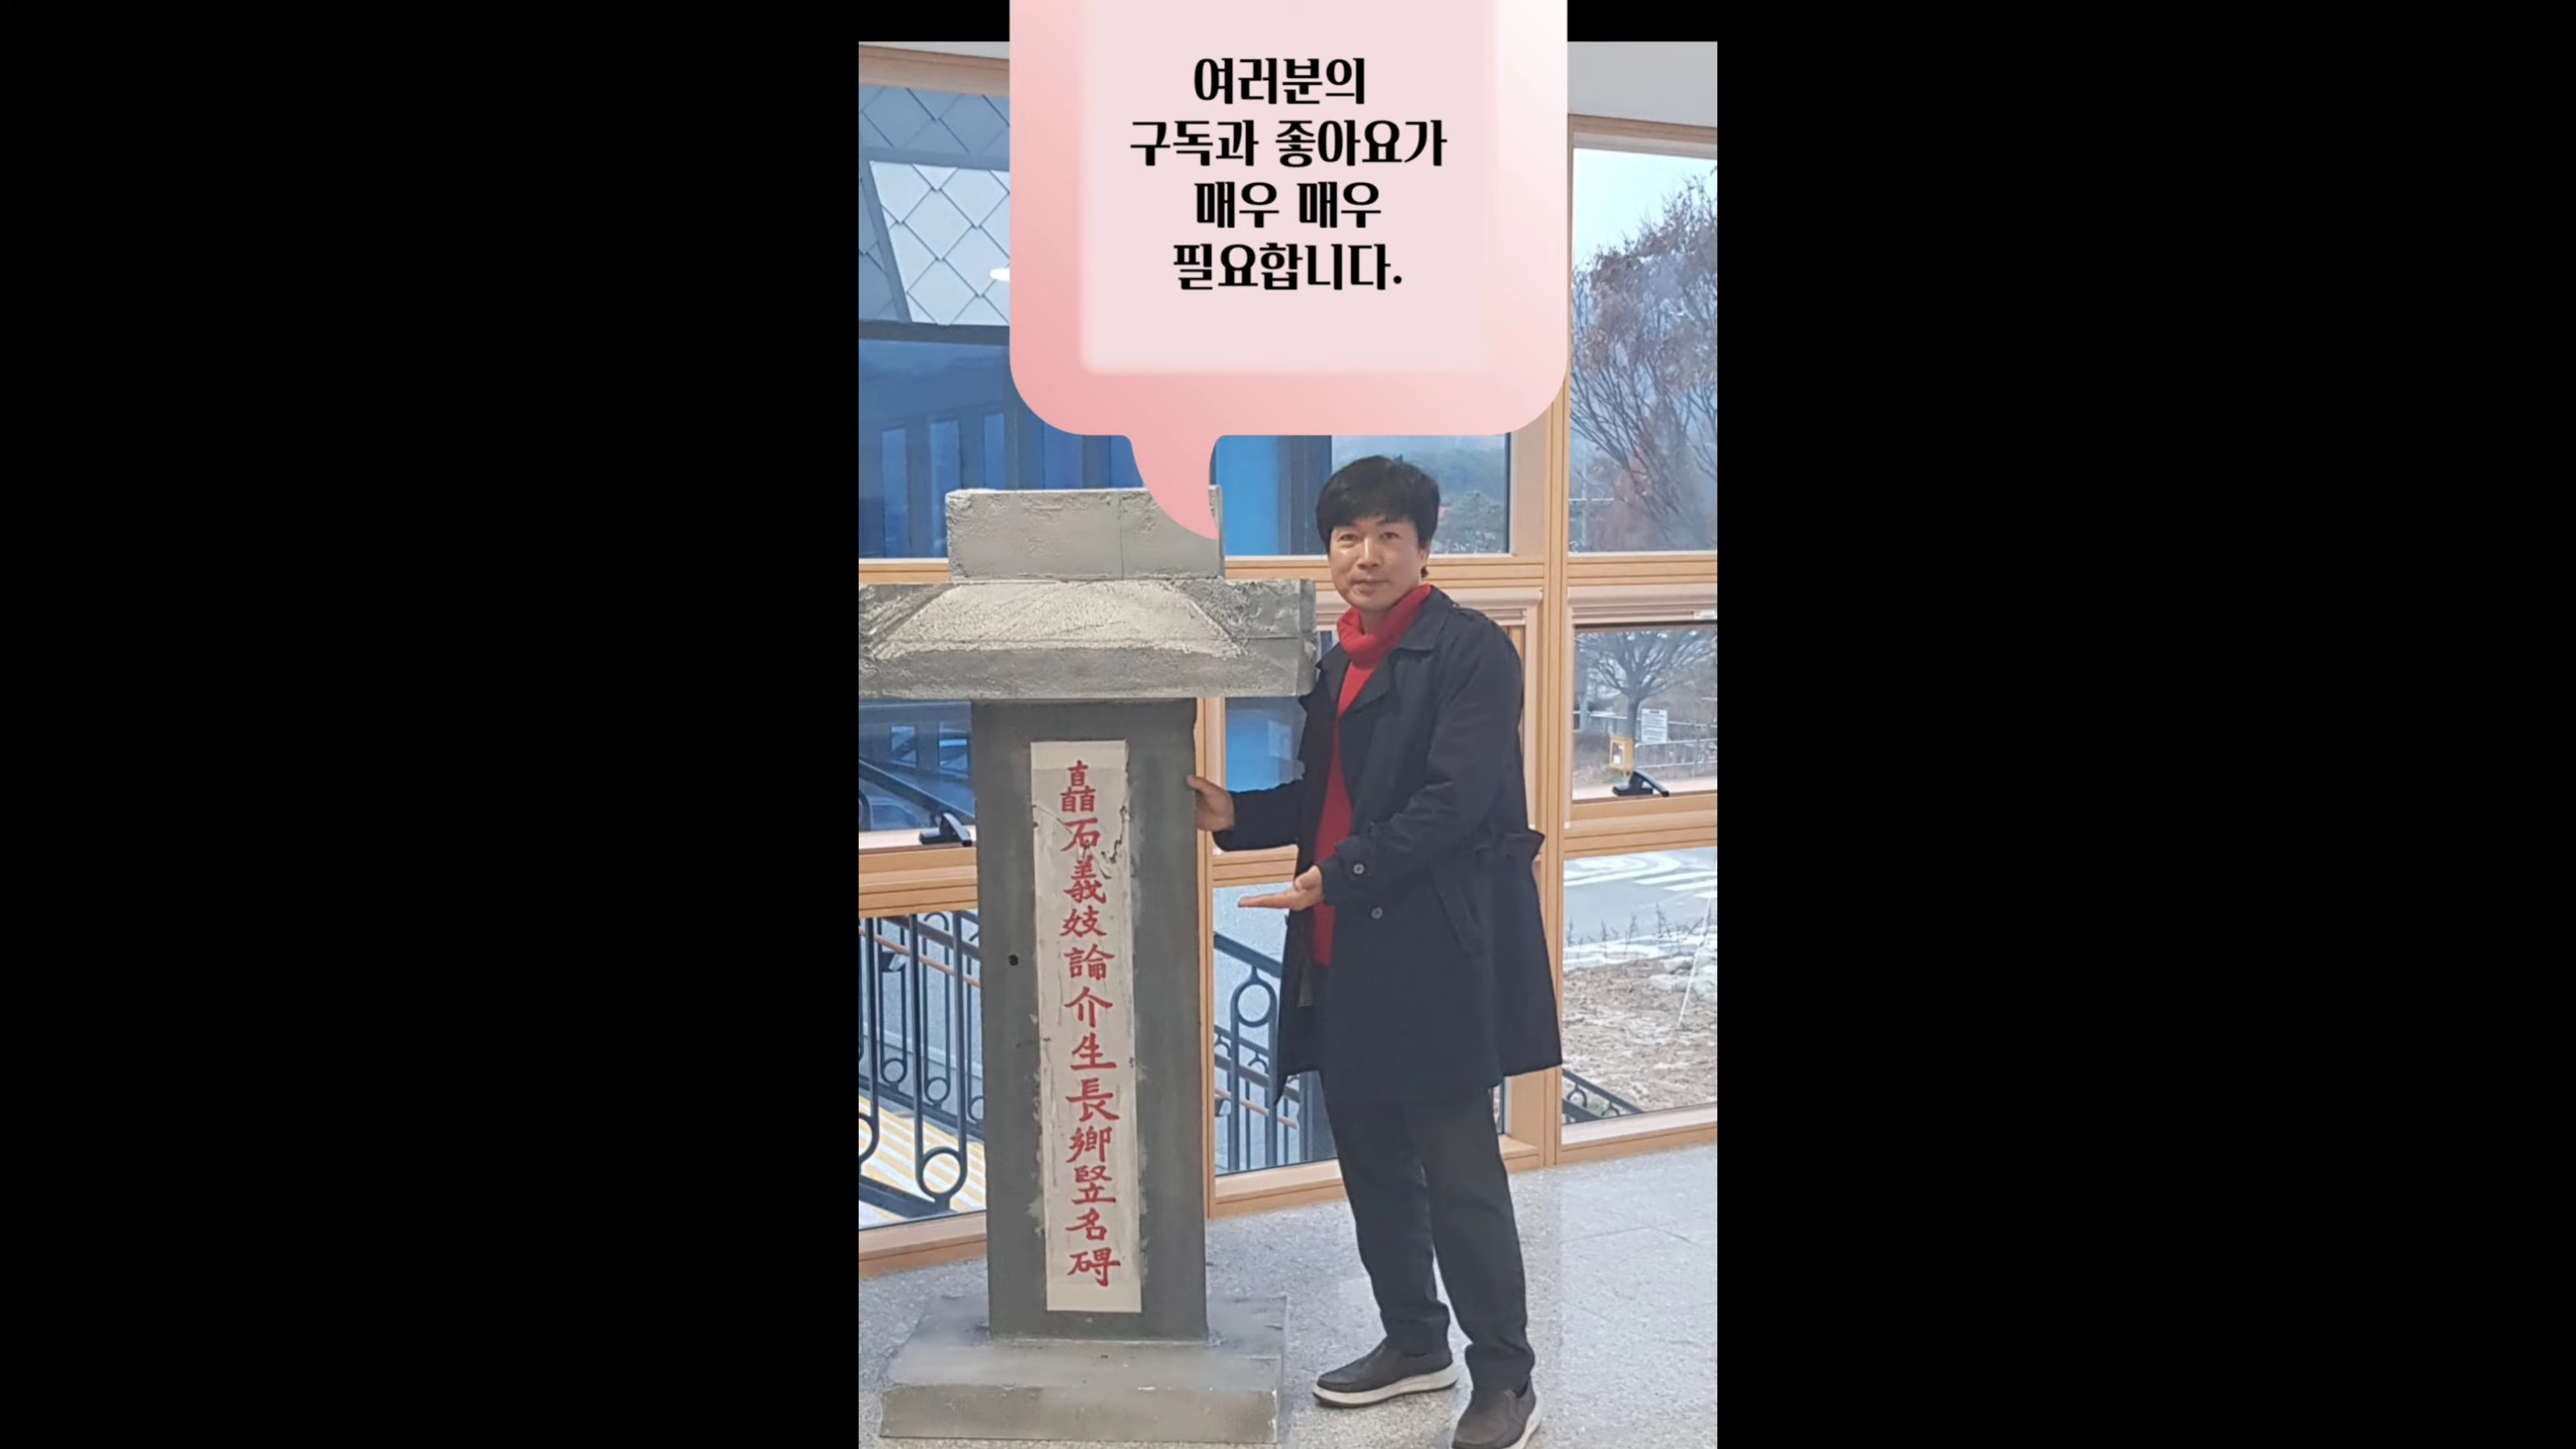 여러분의
구독과 좋아요가
매우 매우
필요합니다.
矗石義妓論介生長鄉竪名碑